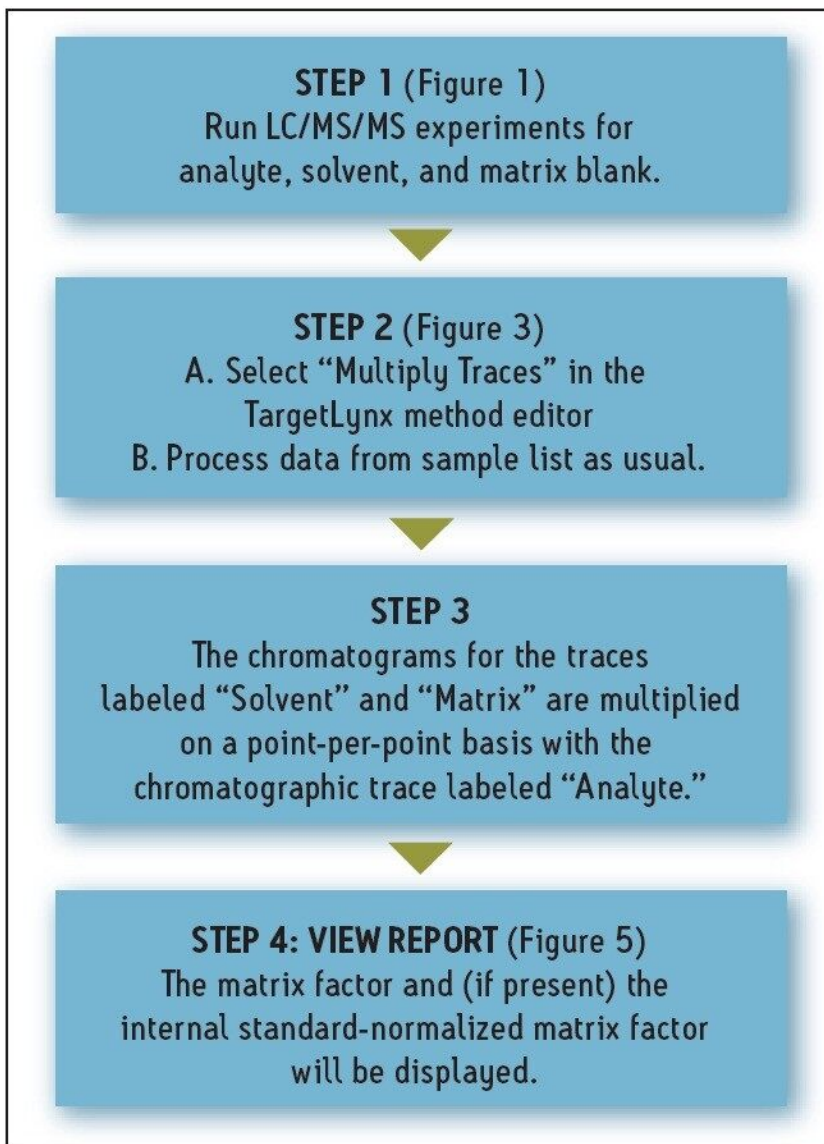 STEP 1 (Figure 1)
Run LC/MS/MS experiments for
analyte, solvent, and matrix blank.
STEP 2 (Figure 3)
A. Select “Multiply Traces” in the
TargetLynx method editor
B. Process data from sample list as usual.
STEP 3
The chromatograms for the traces
labeled “Solvent” and “Matrix” are multiplied
on a point-per-point basis with the
chromatographic trace labeled “Analyte.”
STEP 4: VIEW REPORT (Figure 5)
The matrix factor and (if present) the
internal standard-normalized matrix factor
will be displayed.